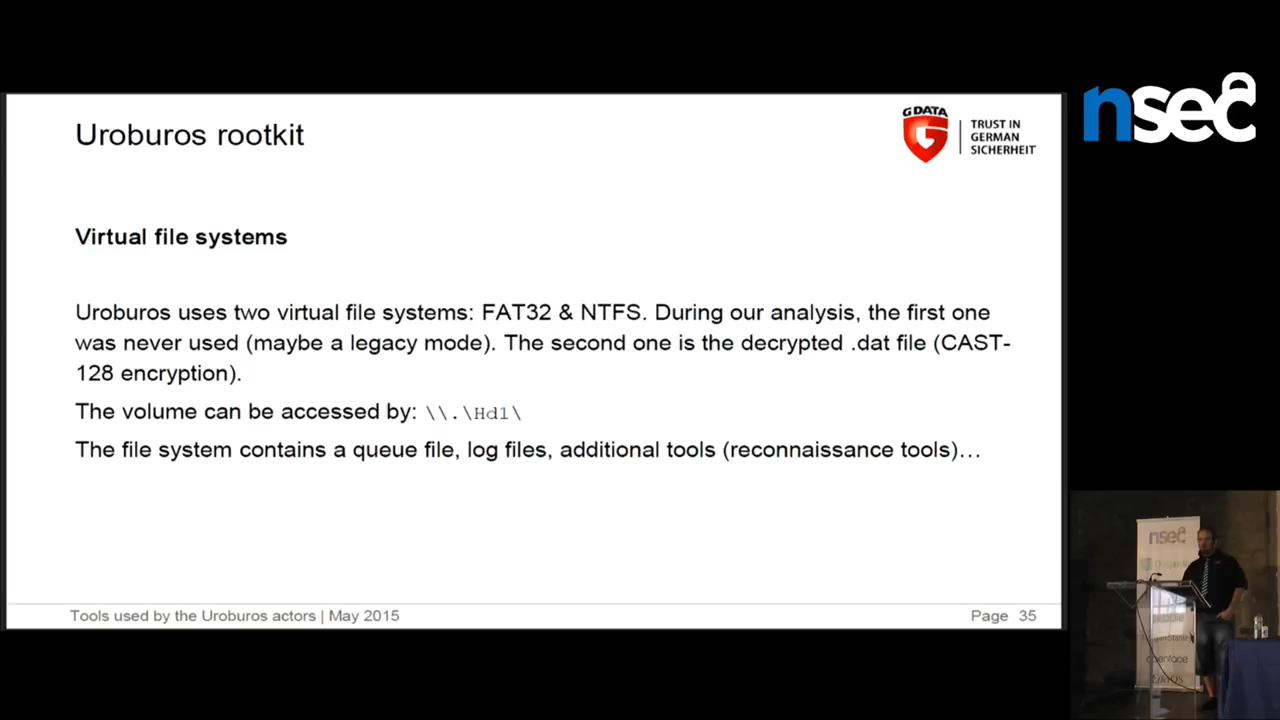 Uroburos rootkit
G DATA
TRUST IN
GERMAN
SICHERHEIT
nsec
Virtual file systems
Uroburos uses two virtual file systems: FAT32 & NTFS. During our analysis, the first one
was never used (maybe a legacy mode). The second one is the decrypted .dat file (CAST-
128 encryption).
The volume can be accessed by: \\.\Hd1\
The file system contains a queue file, log files, additional tools (reconnaissance tools)…
Tools used by the Uroburos actors | May 2015
Page 35
nsec